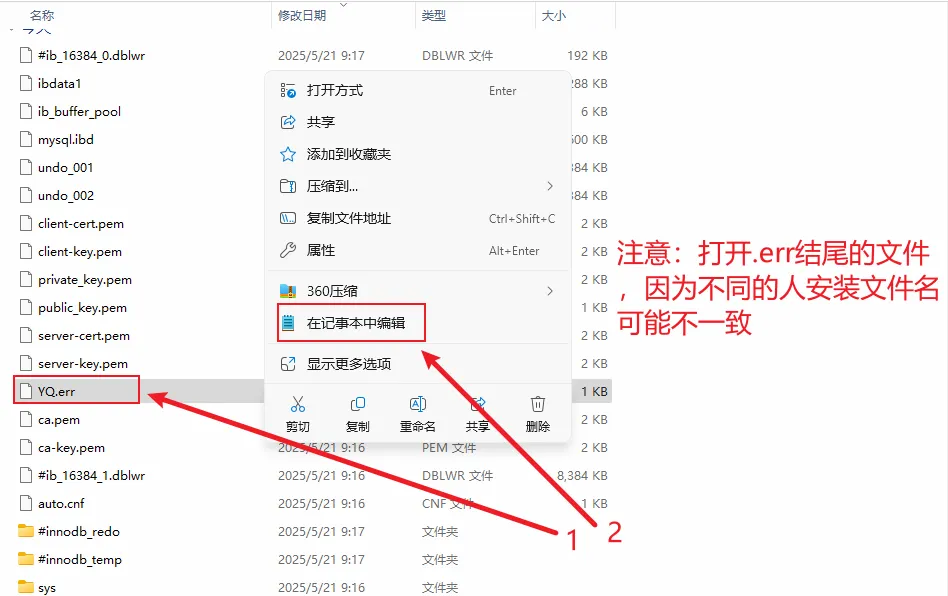 名称 修改日期 类型 大小
#ib_16384_0.dblwr 2025/5/21 9:17 DBLWR 文件 192 KB
ibdata1 288 KB
ib_buffer_pool 6 KB
mysql.ibd KB
undo_001 384 KB
undo_002 384 KB
client-cert.pem 2 KB
client-key.pem 2 KB
private_key.pem 2 KB
public_key.pem 1 KB
server-cert.pem 2 KB
server-key.pem 2 KB
YQ.err 1 KB
ca.pem 2 KB
ca-key.pem 2025/5/21 9:16 PEM 文件 2 KB
#ib_16384_1.dblwr 2025/5/21 9:16 DBLWR 文件 8,384 KB
auto.cnf 2025/5/21 9:16 CNF 文件 1 KB
#innodb_redo 2025/5/21 9:17 文件夹
#innodb_temp 2025/5/21 9:17 文件夹
sys 2025/5/21 9:16 文件夹
打开方式 Enter
共享
添加到收藏夹
压缩到...
复制文件地址 Ctrl+Shift+C
属性 Alt+Enter
360压缩
在记事本中编辑
显示更多选项
剪切 复制 重命名 共享 删除
注意：打开.err结尾的文件
，因为不同的人安装文件名
可能不一致
1
2